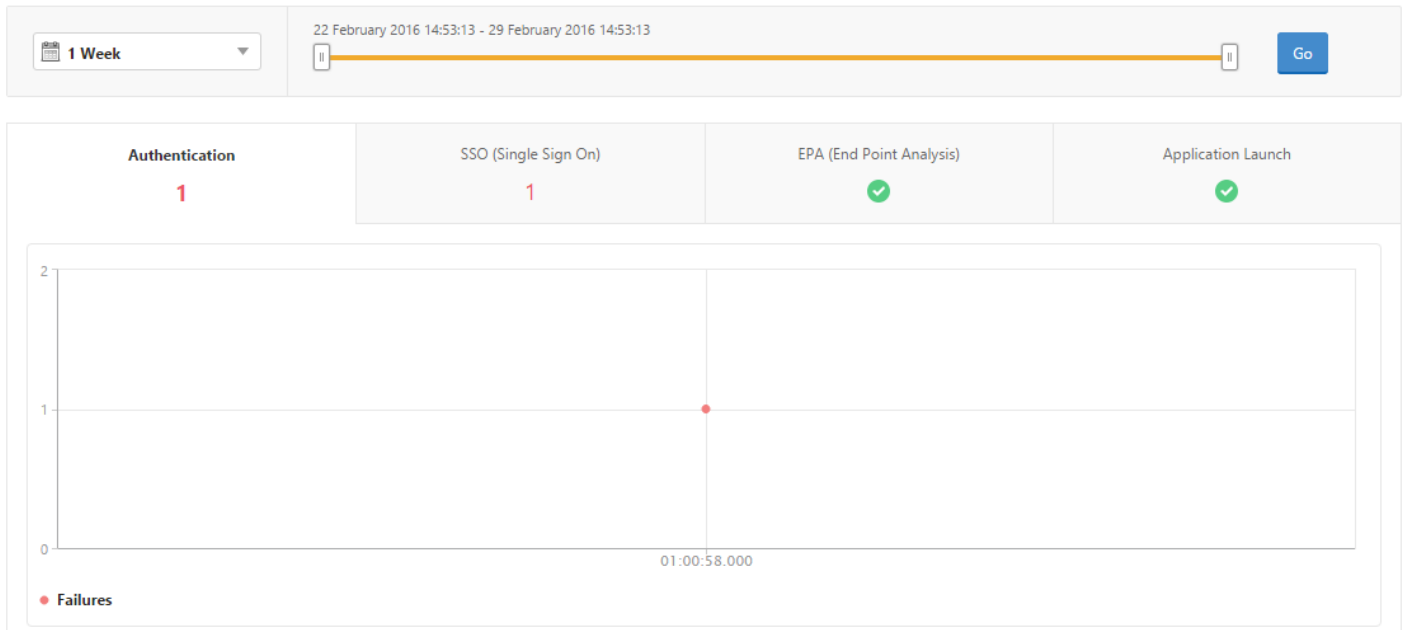 22 February 2016 14:53:13 - 29 February 2016 14:53:13
1 Week
Go
Authentication
SSO (Single Sign On)
EPA (End Point Analysis)
Application Launch
1
1
2
1
0
01:00:58.000
Failures